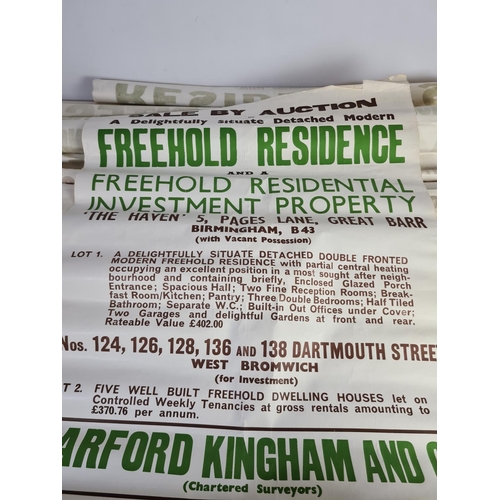 SALE BY AUCTION
A Delightfully Situate Detached Modern
FREEHOLD RESIDENCE
AND A
FREEHOLD RESIDENTIAL
INVESTMENT PROPERTY
'THE HAVEN' 5, PAGES LANE, GREAT BARR
BIRMINGHAM, B43
(with Vacant Possession)
LOT 1. A DELIGHTFULLY SITUATE DETACHED DOUBLE FRONTED
MODERN FREEHOLD RESIDENCE with partial central heating
occupying an excellent position in a most sought after neigh-
bourhood and containing briefly, Enclosed Glazed Porch
Entrance; Spacious Hall; Two Fine Reception Rooms; Break-
fast Room/Kitchen; Pantry; Three Double Bedrooms; Half Tiled
Bathroom; Separate W.C.; Built-in Out Offices under Cover;
Two Garages and delightful Gardens at front and rear.
Rateable Value £402.00
Nos. 124, 126, 128, 136 AND 138 DARTMOUTH STREET
WEST BROMWICH
(for Investment)
T 2. FIVE WELL BUILT FREEHOLD DWELLING HOUSES let on
Controlled Weekly Tenancies at gross rentals amounting to
£370.76 per annum.
ARFORD KINGHAM AND
(Chartered Surveyors)